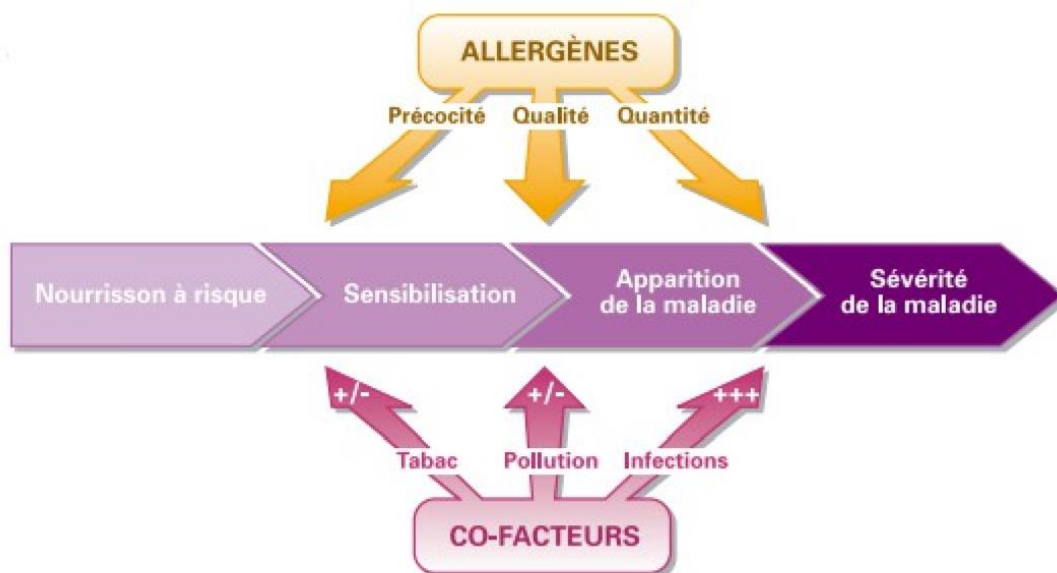 ALLERGÈNES
Précocité Qualité Quantité
Nourrisson à risque
Sensibilisation
Apparition
de la maladie
Sévérité
de la maladie
+/- +/- +++
Tabac Pollution Infections
CO-FACTEURS